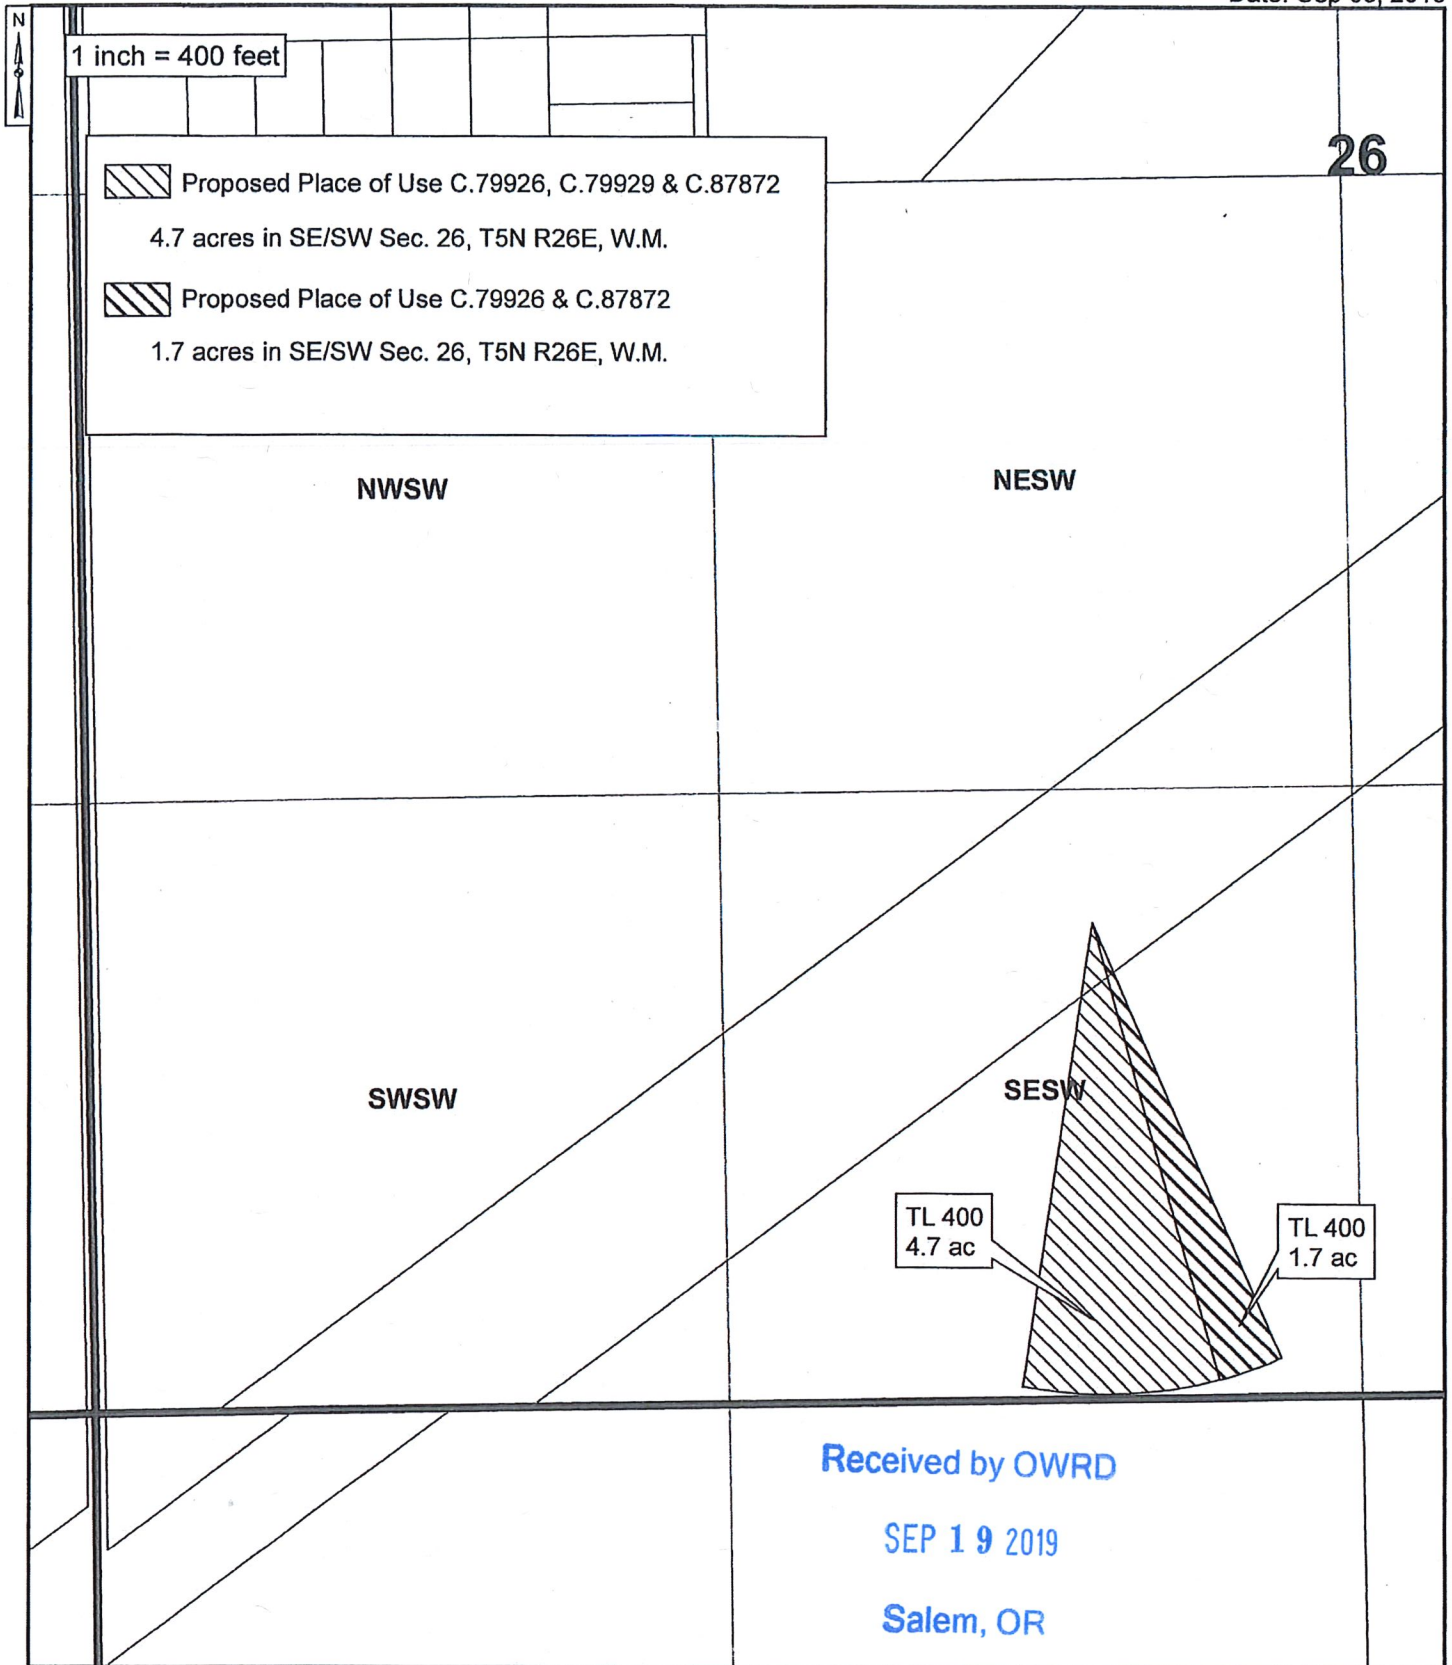 N
1 inch = 400 feet
26
Proposed Place of Use C.79926, C.79929 & C.87872
4.7 acres in SE/SW Sec. 26, T5N R26E, W.M.
Proposed Place of Use C.79926 & C.87872
1.7 acres in SE/SW Sec. 26, T5N R26E, W.M.
NWSW
NESW
SWSW
SESW
TL 400
4.7 ac
TL 400
1.7 ac
Received by OWRD
SEP 19 2019
Salem, OR